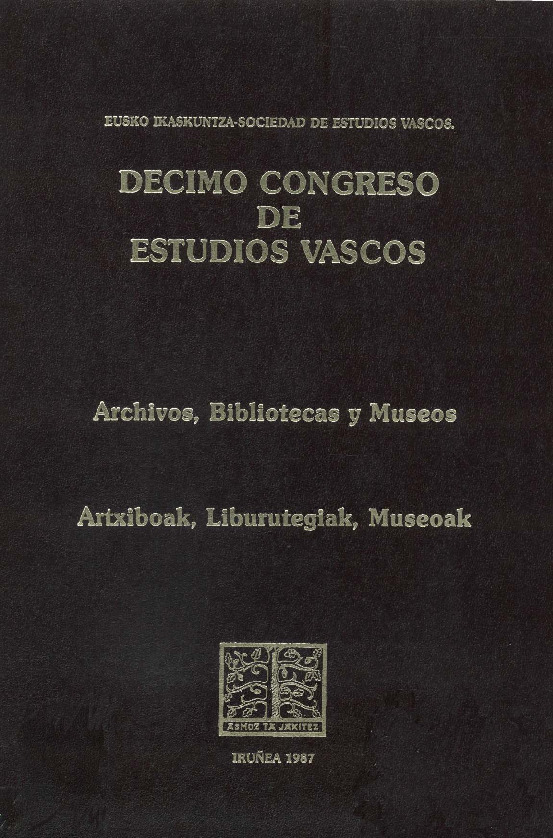 EUSKO IKASKUNTZA-SOCIEDAD DE ESTUDIOS VASCOS.
DECIMO CONGRESO
DE
ESTUDIOS VASCOS
Archivos, Bibliotecas y Museos
Artxiboak, Liburutegiak, Museoak
ASMOZ TA JAKITEZ
IRUÑEA 1987